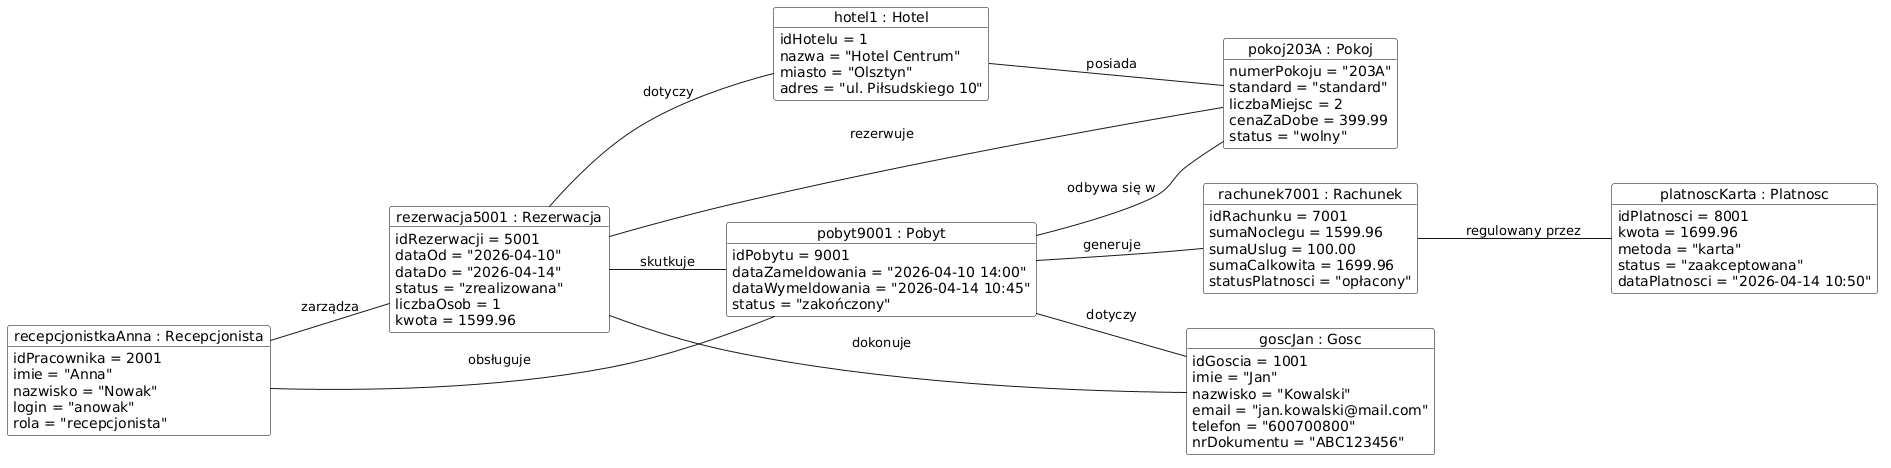 hotel1 : Hotel
idHotelu = 1
nazwa = "Hotel Centrum"
miasto = "Olsztyn"
adres = "ul. Piłsudskiego 10"
posiada
pokoj203A : Pokoj
numerPokoju = "203A"
standard = "standard"
liczbaMiejsc = 2
cenaZaDobe = 399.99
status = "wolny"
dotyczy
rezerwuje
odbywa się w
rezerwacja5001 : Rezerwacja
idRezerwacji = 5001
dataOd = "2026-04-10"
dataDo = "2026-04-14"
status = "zrealizowana"
liczbaOsob = 1
kwota = 1599.96
skutkuje
pobyt9001 : Pobyt
idPobytu = 9001
dataZameldowania = "2026-04-10 14:00"
dataWymeldowania = "2026-04-14 10:45"
status = "zakończony"
generuje
rachunek7001 : Rachunek
idRachunku = 7001
sumaNoclegu = 1599.96
sumaUslug = 100.00
sumaCalkowita = 1699.96
statusPlatnosci = "opłacony"
regulowany przez
platnoscKarta : Platnosc
idPlatnosci = 8001
kwota = 1699.96
metoda = "karta"
status = "zaakceptowana"
dataPlatnosci = "2026-04-14 10:50"
zarządza
recepcjonistkaAnna : Recepcjonista
idPracownika = 2001
imie = "Anna"
nazwisko = "Nowak"
login = "anowak"
rola = "recepcjonista"
obsługuje
dokonuje
dotyczy
goscJan : Gosc
idGoscia = 1001
imie = "Jan"
nazwisko = "Kowalski"
email = "jan.kowalski@mail.com"
telefon = "600700800"
nrDokumentu = "ABC123456"